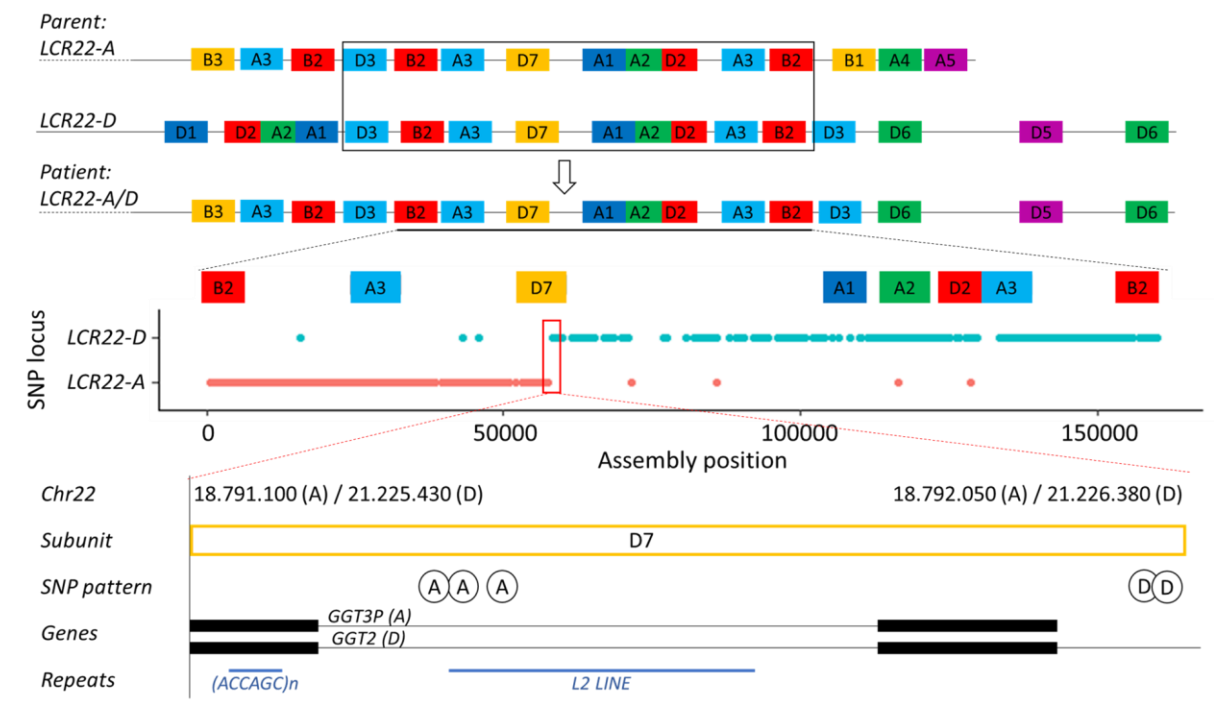 Parent:
LCR22-A
B3 A3 B2 D3 B2 A3 D7 A1 A2 D2 A3 B2 B1 A4 A5
LCR22-D
D1 D2 A2 A1 D3 B2 A3 D7 A1 A2 D2 A3 B2 D3 D6 D5 D6
Patient:
LCR22-A/D
B3 A3 B2 D3 B2 A3 D7 A1 A2 D2 A3 B2 D3 D6 D5 D6
B2 A3 D7 A1 A2 D2 A3 B2
SNP locus
LCR22-D
LCR22-A
0 50000 100000 150000
Assembly position
Chr22 18.791.100 (A) / 21.225.430 (D) 18.792.050 (A) / 21.226.380 (D)
Subunit D7
SNP pattern A A A D D
Genes
GGT3P (A)
GGT2 (D)
Repeats (ACCAGC)n L2 LINE